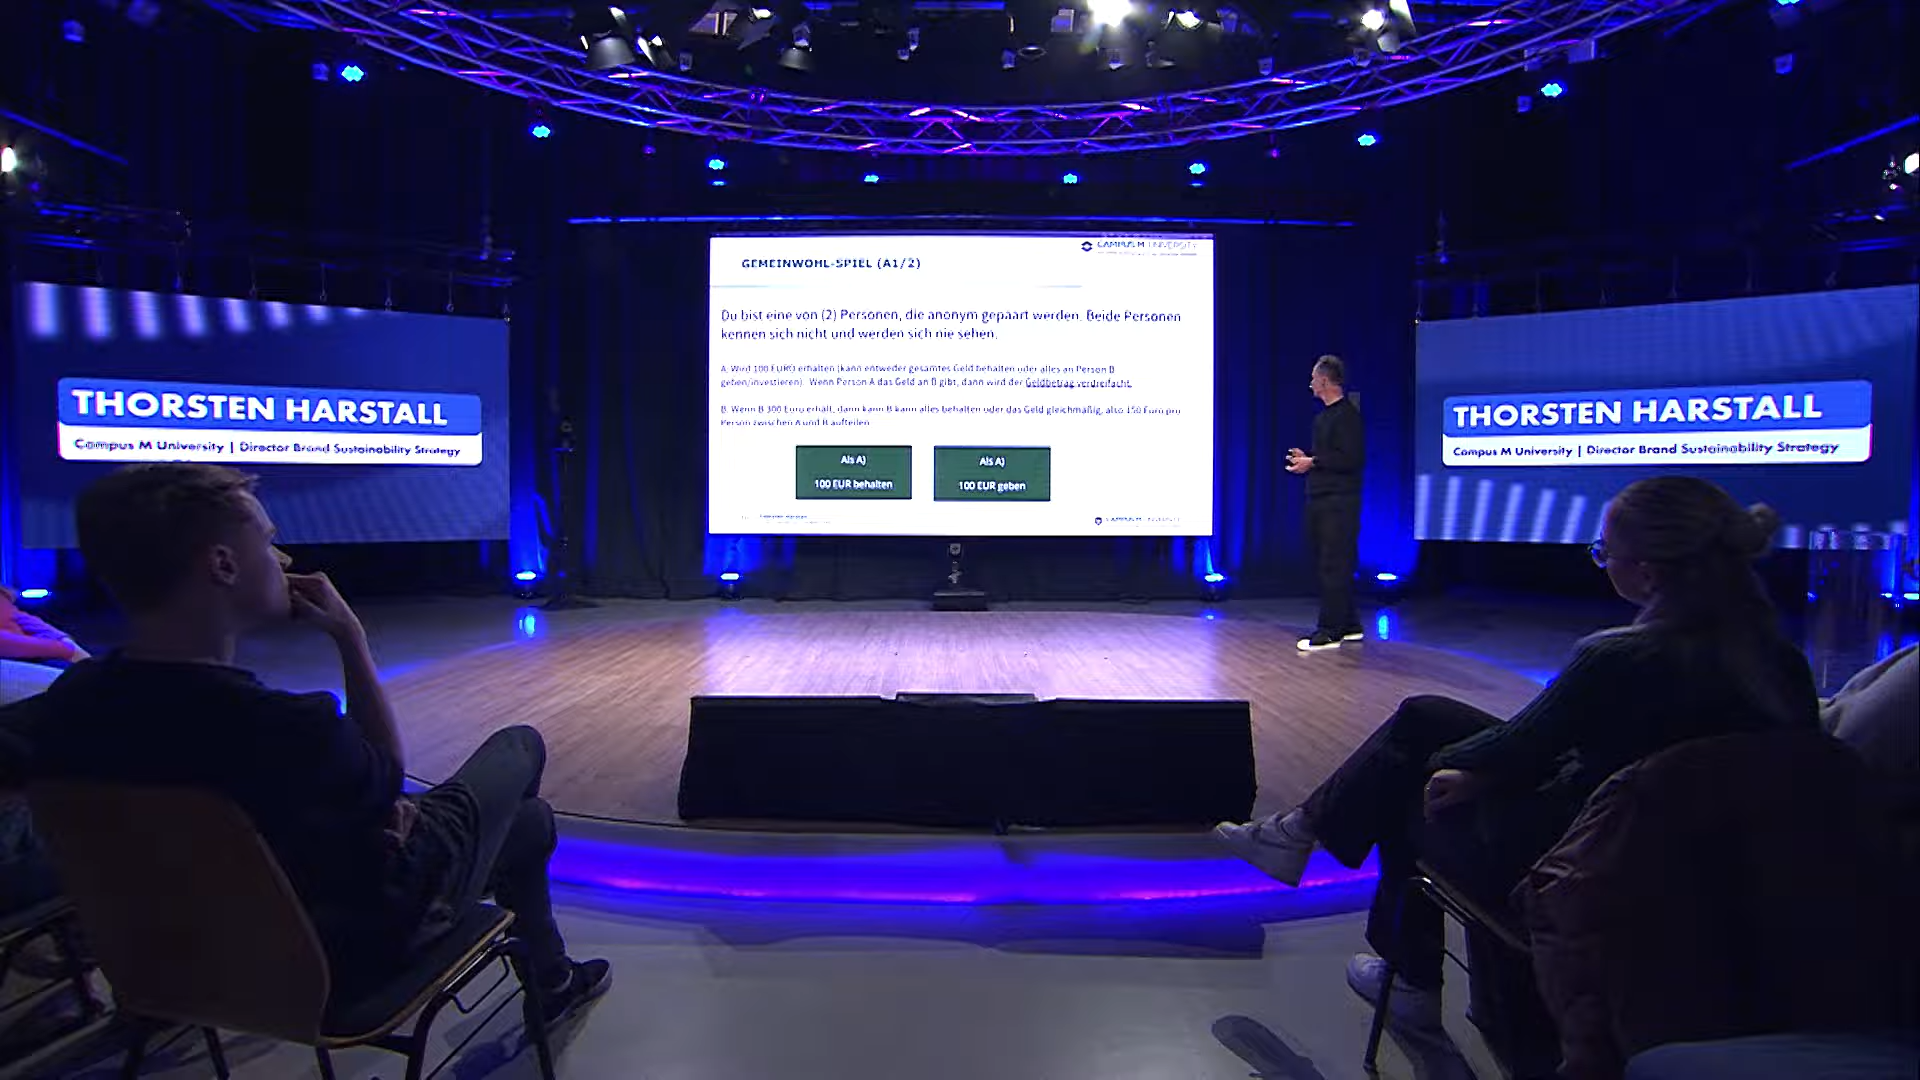 CAMPUS M UNIVERSITY
GEMEINWOHL-SPIEL (A1/2)
Du bist eine von (2) Personen, die anonym gepaart werden. Beide Personen
kennen sich nicht und werden sich nie sehen.
A: Wird 100 EURO erhalten (kann entweder gesamtes Geld behalten oder alles an Person B
geben/investieren). Wenn Person A das Geld an B gibt, dann wird der Geldbetrag verdreifacht.
B: Wenn B 300 Euro erhält, dann kann B kann alles behalten oder das Geld gleichmäßig, also 150 Euro pro
Person zwischen A und B aufteilen.
Als A)
100 EUR behalten
Als A)
100 EUR geben
CAMPUS M UNIVERSITY
THORSTEN HARSTALL
Campus M University | Director Brand Sustainability Strategy
THORSTEN HARSTALL
Campus M University | Director Brand Sustainability Strategy